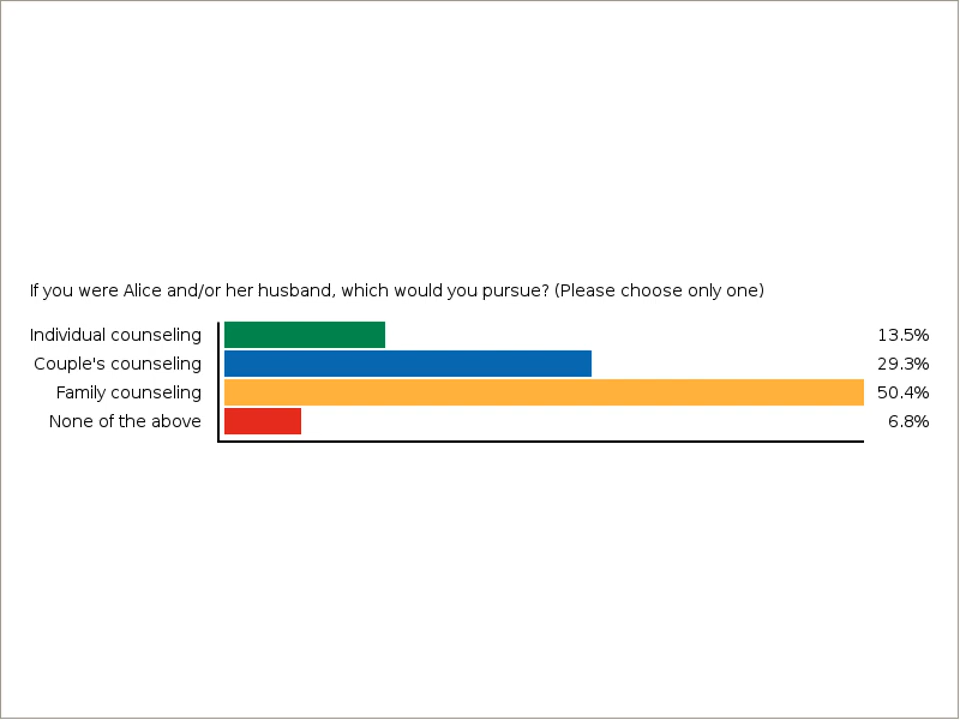 If you were Alice and/or her husband, which would you pursue? (Please choose only one)
Individual counseling 13.5%
Couple's counseling 29.3%
Family counseling 50.4%
None of the above 6.8%